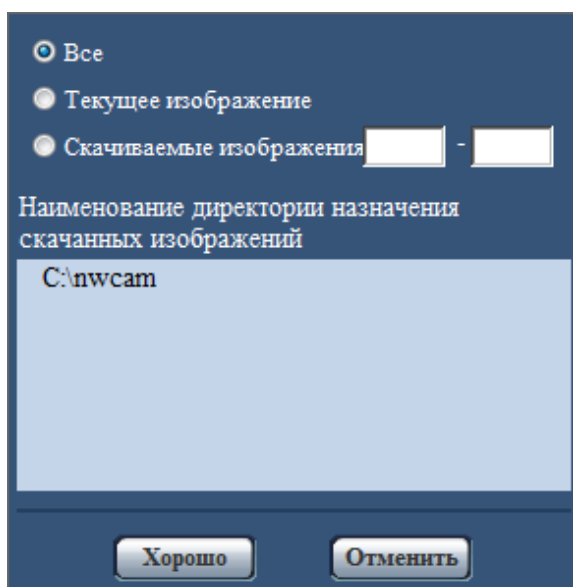 Все
Текущее изображение
Скачиваемые изображения -
Наименование директории назначения
скачанных изображений
C:\nwcam
Хорошо Отменить